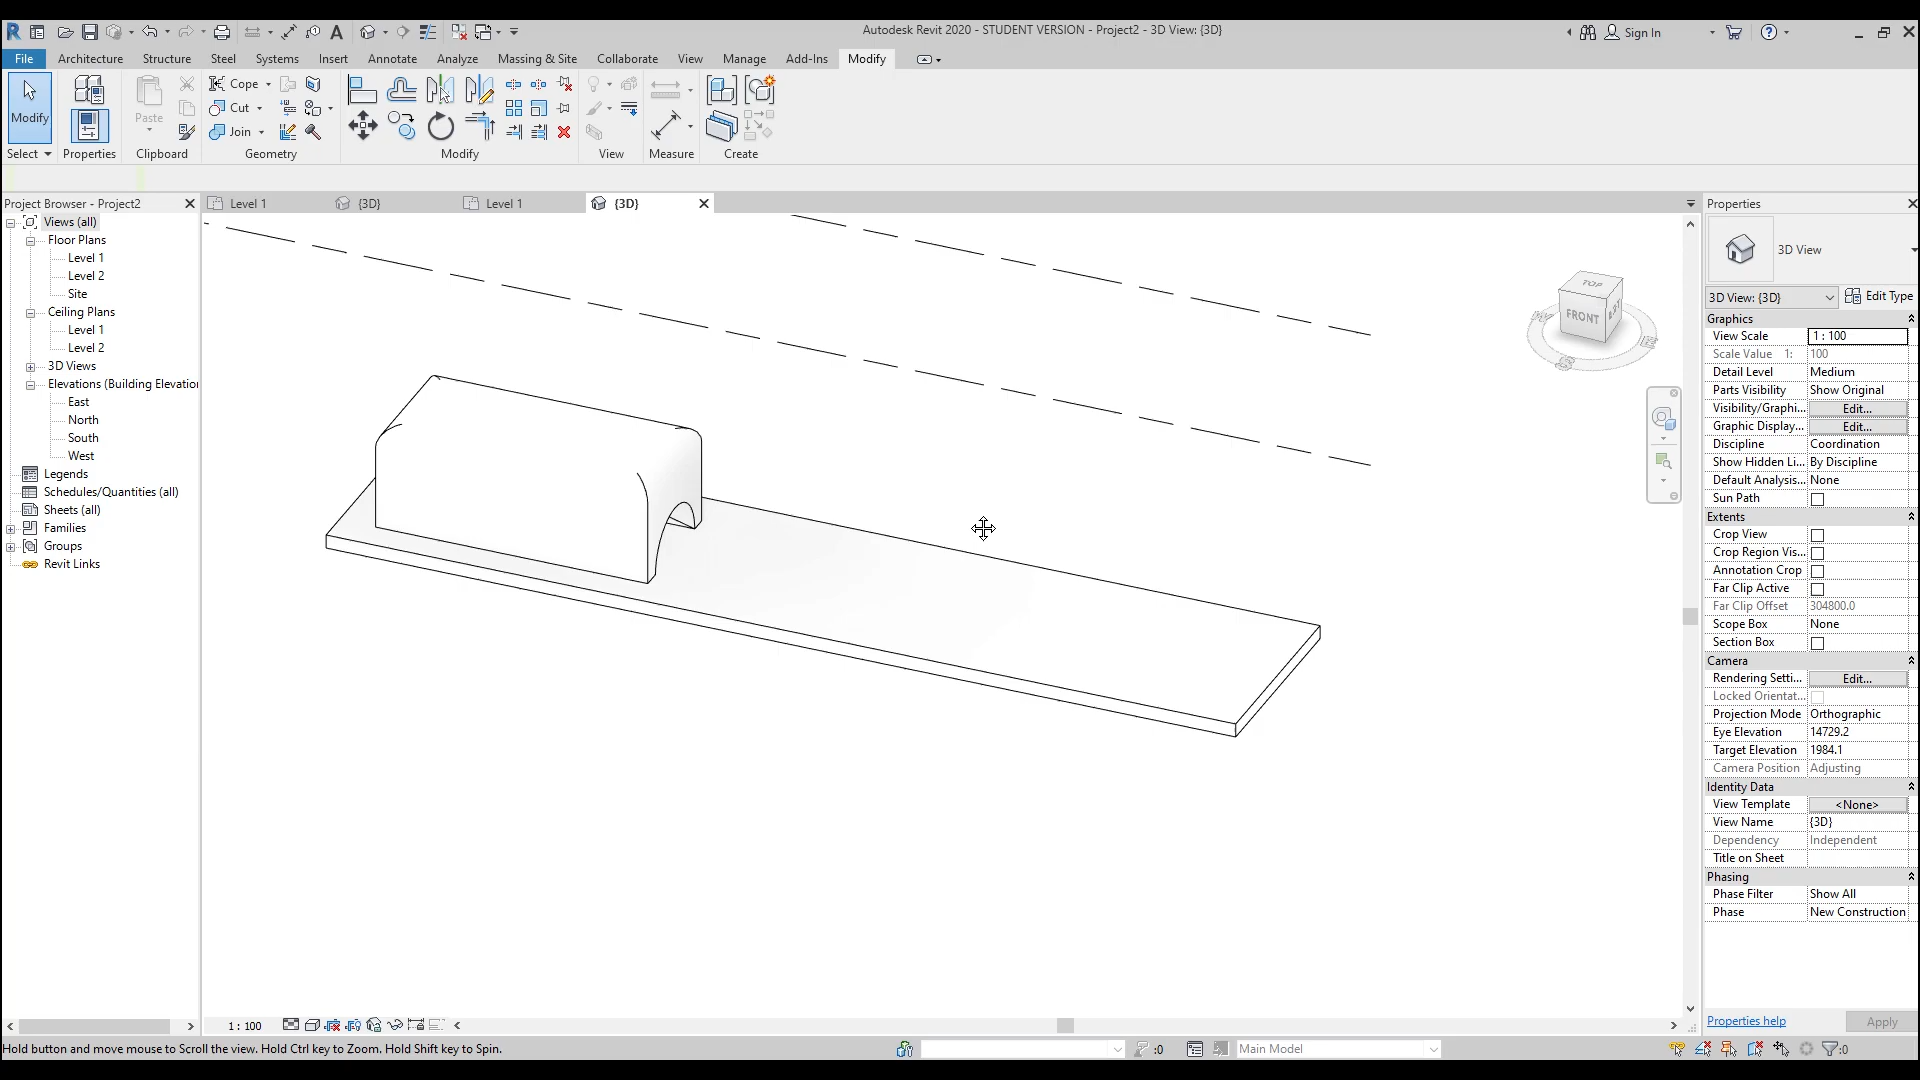 Autodesk Revit 2020 - STUDENT VERSION - Project2 - 3D View: {3D}
Sign In
File
Architecture
Structure
Steel
Systems
Insert
Annotate
Analyze
Massing & Site
Collaborate
View
Manage
Add-Ins
Modify
Modify
Cope
Cut
Join
Paste
Select
Properties
Clipboard
Geometry
Modify
View
Measure
Create
Project Browser - Project2
Level 1
{3D}
Level 1
{3D}
Properties
Views (all)
Floor Plans
Level 1
Level 2
Site
Ceiling Plans
Level 1
Level 2
3D Views
Elevations (Building Elevation
East
North
South
West
Legends
Schedules/Quantities (all)
Sheets (all)
Families
Groups
Revit Links
TOP
FRONT
3D View
3D View: {3D}
Edit Type
Graphics
View Scale 1 : 100
Scale Value 1: 100
Detail Level Medium
Parts Visibility Show Original
Visibility/Graphi... Edit...
Graphic Display... Edit...
Discipline Coordination
Show Hidden Li... By Discipline
Default Analysis... None
Sun Path
Extents
Crop View
Crop Region Vis...
Annotation Crop
Far Clip Active
Far Clip Offset 304800.0
Scope Box None
Section Box
Camera
Rendering Setti... Edit...
Locked Orientat...
Projection Mode Orthographic
Eye Elevation 14729.2
Target Elevation 1984.1
Camera Position Adjusting
Identity Data
View Template <None>
View Name {3D}
Dependency Independent
Title on Sheet
Phasing
Phase Filter Show All
Phase New Construction
Properties help
Apply
1 : 100
Hold button and move mouse to Scroll the view. Hold Ctrl key to Zoom. Hold Shift key to Spin.
:0
Main Model
:0